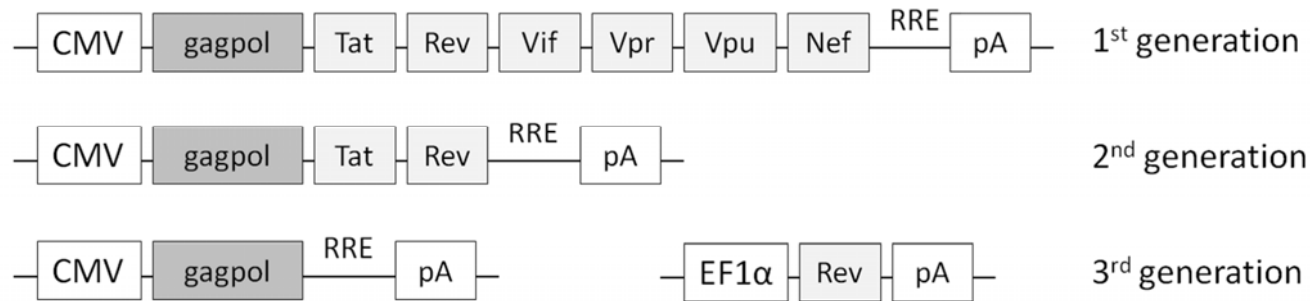 CMV gagpol Tat Rev Vif Vpr Vpu Nef RRE pA 1st generation
CMV gagpol Tat Rev RRE pA 2nd generation
CMV gagpol RRE pA EF1α Rev pA 3rd generation